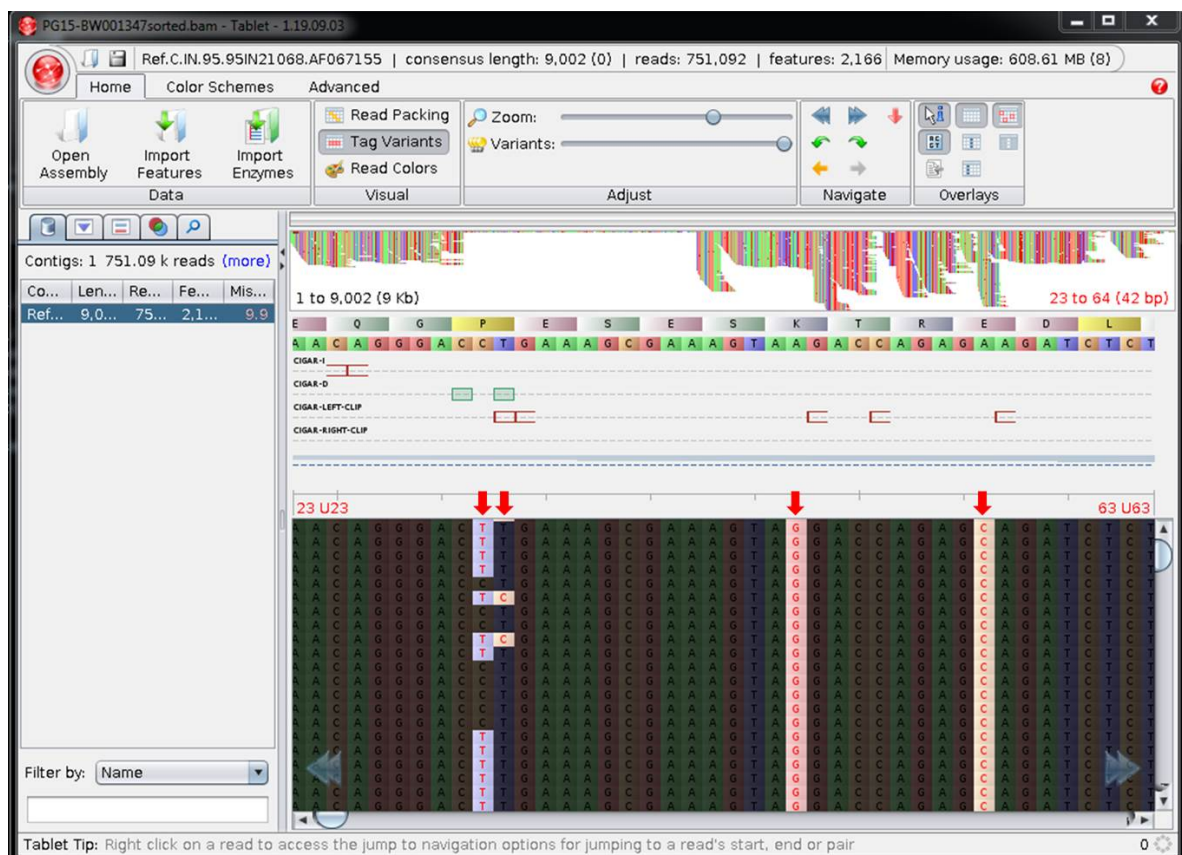 PG15-BW001347sorted.bam - Tablet - 1.19.09.03
Ref.C.IN.95.95IN21068.AF067155 | consensus length: 9,002 (0) | reads: 751,092 | features: 2,166 Memory usage: 608.61 MB (8)
Home Color Schemes Advanced
Open Assembly
Import Features
Import Enzymes
Data
Read Packing
Tag Variants
Read Colors
Visual
Zoom:
Variants:
Adjust
Navigate
Overlays
Contigs: 1 751.09 k reads (more)
Co... Len... Re... Fe... Mis...
Ref... 9,0... 75... 2,1... 9.9
1 to 9,002 (9 Kb) 23 to 64 (42 bp)
E Q G P E S E S K T R E D L
A A C A G G G A C C T G A A A G C G A A A G T A A G A C C A G A G A A G A T C T C T
CIGAR-I
CIGAR-D
CIGAR-LEFT-CLIP
CIGAR-RIGHT-CLIP
23 U23 63 U63
A A C A G G G A C T T G A A A G C G A A A G T A G G A C C A G A G C A G A T C T C T
A A C A G G G A C T T G A A A G C G A A A G T A G G A C C A G A G C A G A T C T C T
A A C A G G G A C T T G A A A G C G A A A G T A G G A C C A G A G C A G A T C T C T
A A C A G G G A C T T G A A A G C G A A A G T A G G A C C A G A G C A G A T C T C T
A A C A G G G A C C T G A A A G C G A A A G T A G G A C C A G A G C A G A T C T C T
A A C A G G G A C T C G A A A G C G A A A G T A G G A C C A G A G C A G A T C T C T
A A C A G G G A C C T G A A A G C G A A A G T A G G A C C A G A G C A G A T C T C T
A A C A G G G A C C T G A A A G C G A A A G T A G G A C C A G A G C A G A T C T C T
A A C A G G G A C T C G A A A G C G A A A G T A G G A C C A G A G C A G A T C T C T
A A C A G G G A C T T G A A A G C G A A A G T A G G A C C A G A G C A G A T C T C T
A A C A G G G A C C T G A A A G C G A A A G T A G G A C C A G A G C A G A T C T C T
A A C A G G G A C C T G A A A G C G A A A G T A G G A C C A G A G C A G A T C T C T
A A C A G G G A C C T G A A A G C G A A A G T A G G A C C A G A G C A G A T C T C T
A A C A G G G A C C T G A A A G C G A A A G T A G G A C C A G A G C A G A T C T C T
A A C A G G G A C C T G A A A G C G A A A G T A G G A C C A G A G C A G A T C T C T
A A C A G G G A C T T G A A A G C G A A A G T A G G A C C A G A G C A G A T C T C T
A A C A G G G A C T T G A A A G C G A A A G T A G G A C C A G A G C A G A T C T C T
A A C A G G G A C T T G A A A G C G A A A G T A G G A C C A G A G C A G A T C T C T
A A C A G G G A C T T G A A A G C G A A A G T A G G A C C A G A G C A G A T C T C T
A A C A G G G A C T T G A A A G C G A A A G T A G G A C C A G A G C A G A T C T C T
A A C A G G G A C T T G A A A G C G A A A G T A G G A C C A G A G C A G A T C T C T
Filter by: Name
Tablet Tip: Right click on a read to access the jump to navigation options for jumping to a read's start, end or pair 0